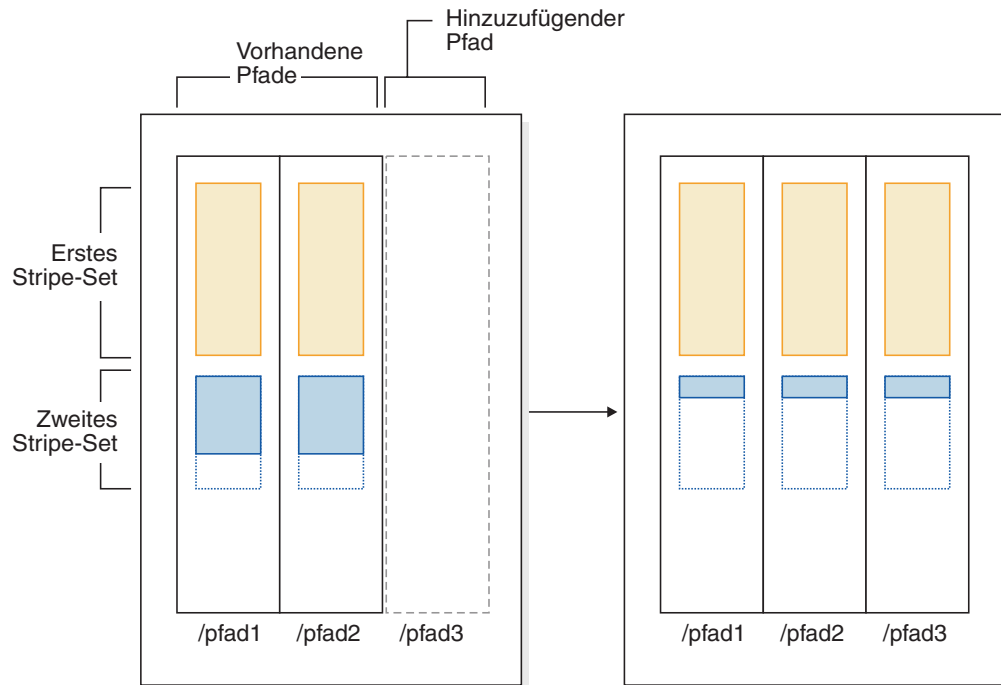 Hinzuzufügender
Pfad
Vorhandene
Pfade
Erstes
Stripe-Set
Zweites
Stripe-Set
/pfad1
/pfad2
/pfad3
/pfad1
/pfad2
/pfad3